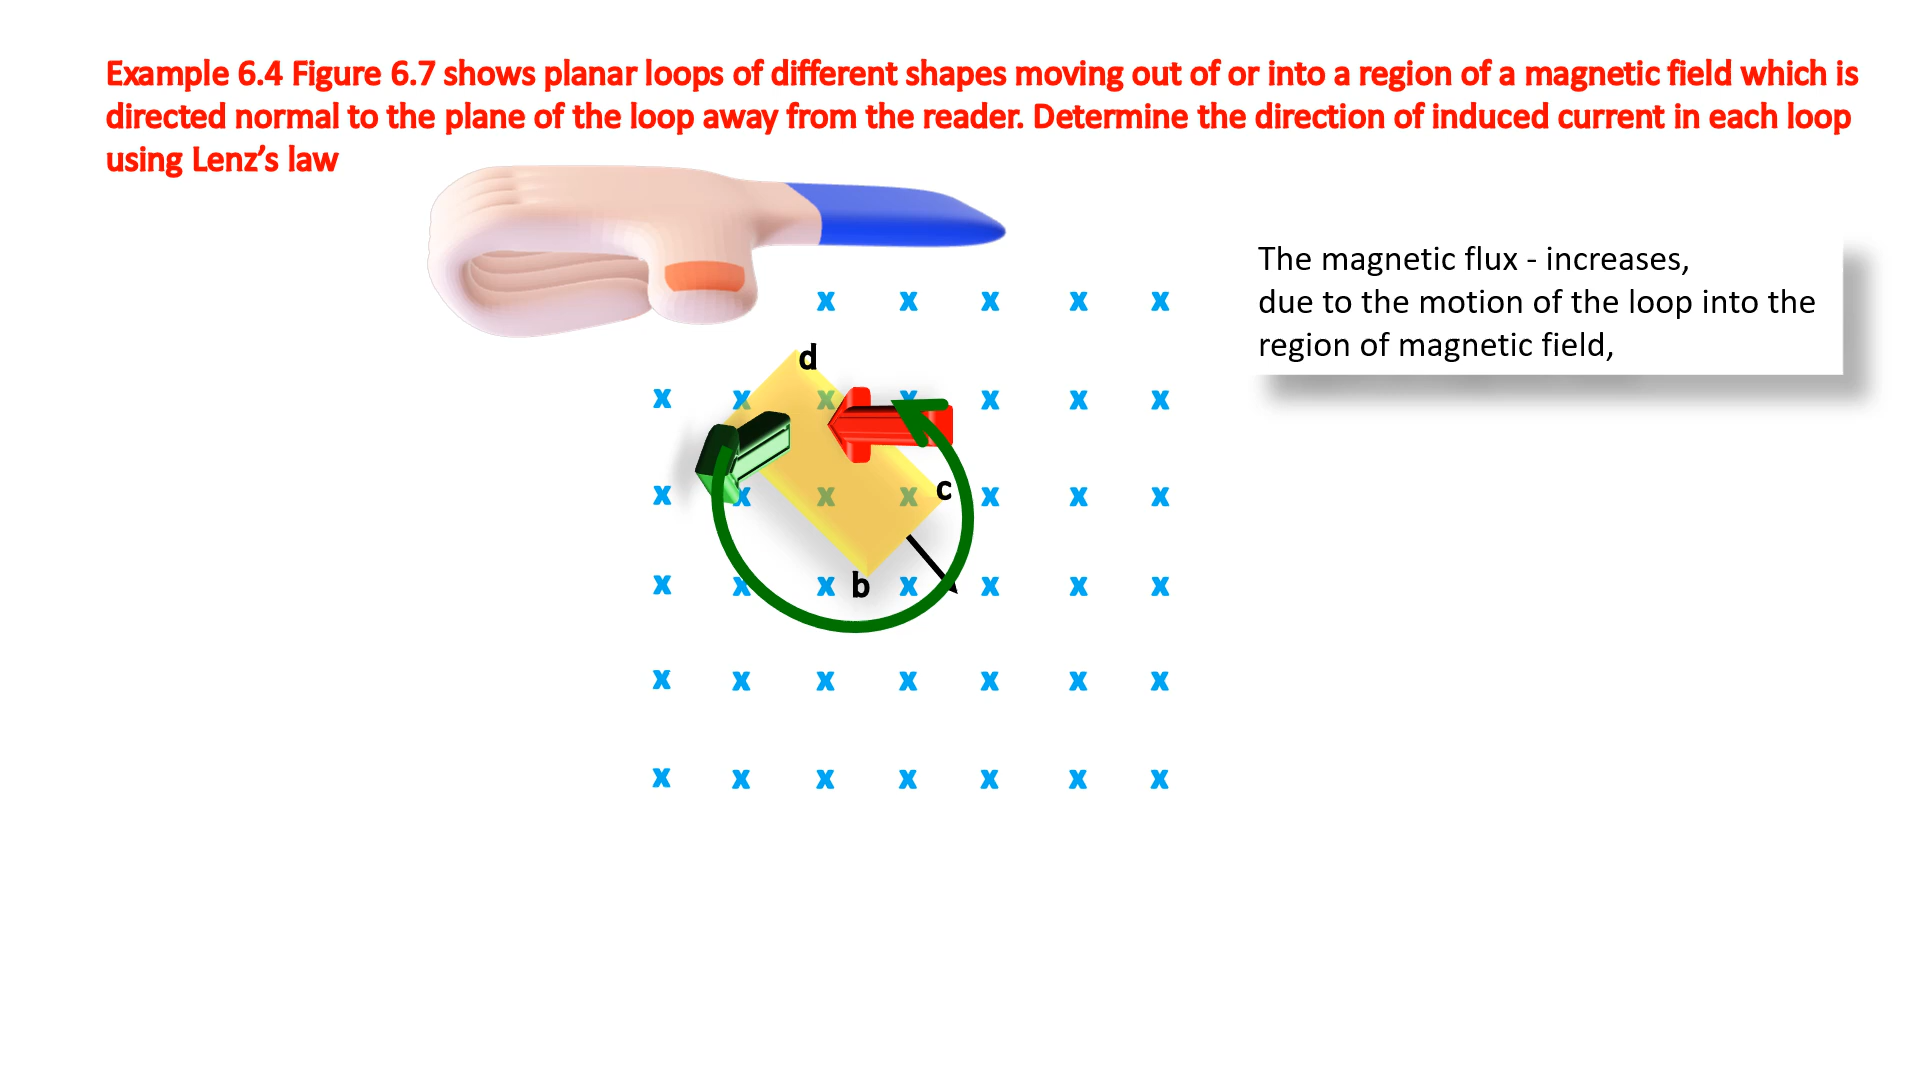 Example 6.4 Figure 6.7 shows planar loops of different shapes moving out of or into a region of a magnetic field which is
directed normal to the plane of the loop away from the reader. Determine the direction of induced current in each loop
using Lenz’s law
The magnetic flux - increases,
due to the motion of the loop into the
region of magnetic field,
x x x x x
d
x x x x x x x
x x x c x x x x
x x x b x x x x
x x x x x x x
x x x x x x x